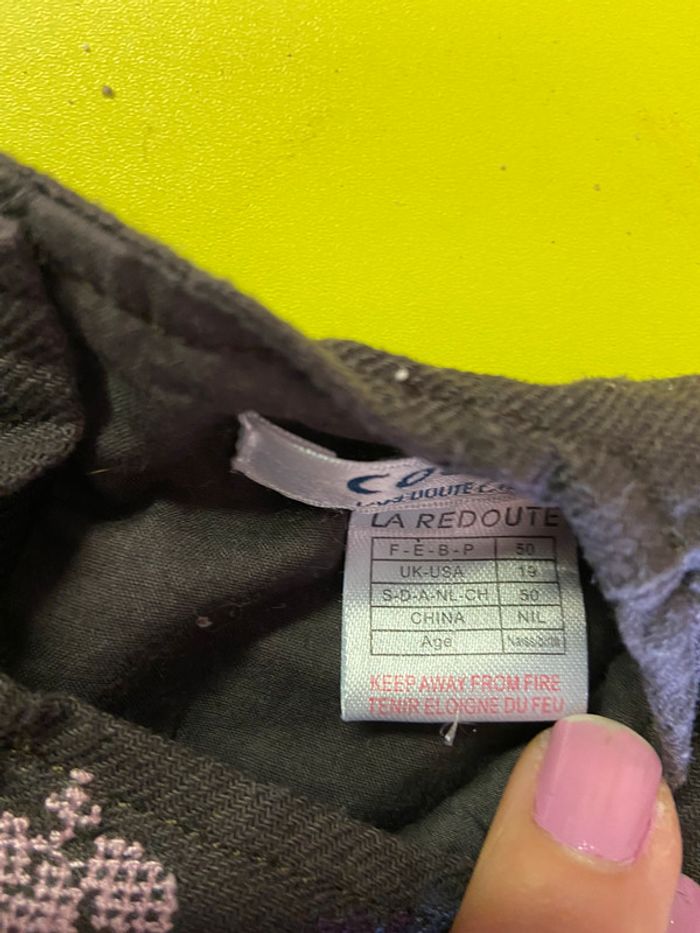 LA REDOUTE
F-E-B-P 50
UK-USA 19
S-D-A-NL-CH 50
CHINA NIL
Age
KEEP AWAY FROM FIRE
TENIR ELOIGNE DU FEU